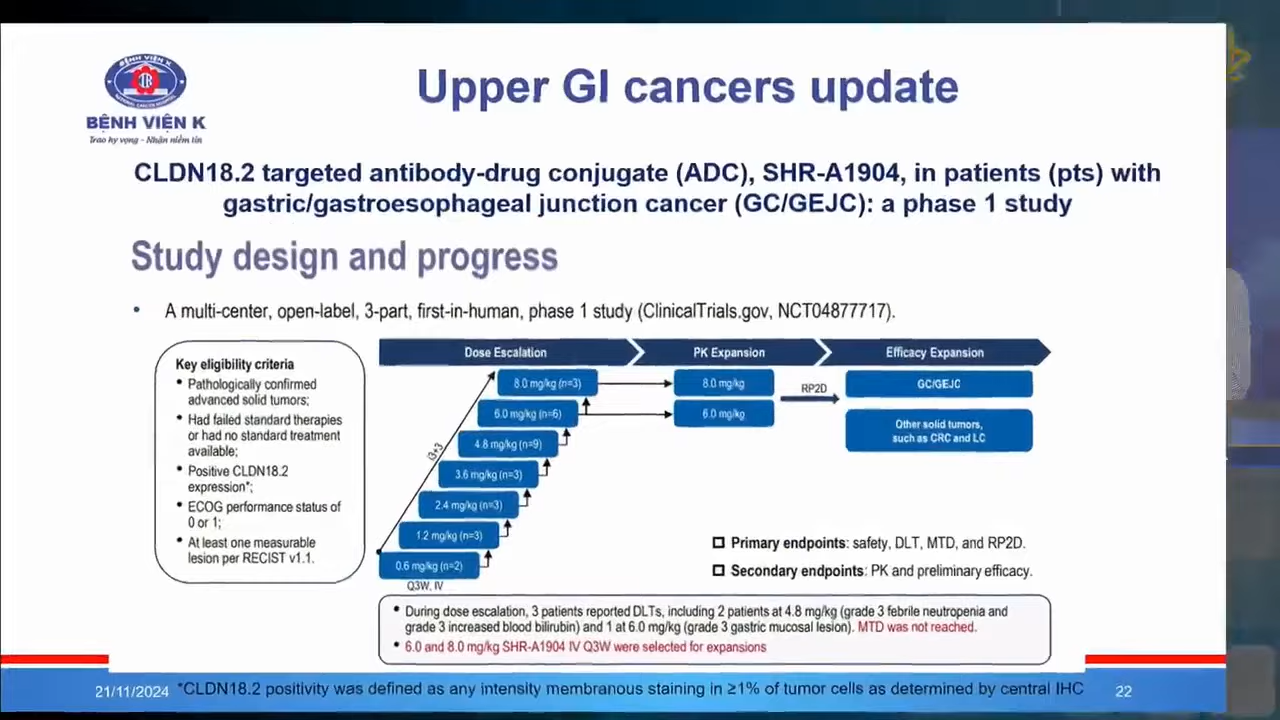 BỆNH VIỆN K
BỆNH VIỆN K
Trao hy vọng - Nhận niềm tin
Upper GI cancers update
CLDN18.2 targeted antibody-drug conjugate (ADC), SHR-A1904, in patients (pts) with
gastric/gastroesophageal junction cancer (GC/GEJC): a phase 1 study
Study design and progress
• A multi-center, open-label, 3-part, first-in-human, phase 1 study (ClinicalTrials.gov, NCT04877717).
Key eligibility criteria
• Pathologically confirmed
advanced solid tumors;
• Had failed standard therapies
or had no standard treatment
available;
• Positive CLDN18.2
expression*;
• ECOG performance status of
0 or 1;
• At least one measurable
lesion per RECIST v1.1.
Dose Escalation
PK Expansion
Efficacy Expansion
8.0 mg/kg (n=3)
6.0 mg/kg (n=6)
4.8 mg/kg (n=9)
3.6 mg/kg (n=3)
2.4 mg/kg (n=3)
1.2 mg/kg (n=3)
0.6 mg/kg (n=2)
i3+3
Q3W, IV
8.0 mg/kg
6.0 mg/kg
RP2D
GC/GEJC
Other solid tumors,
such as CRC and LC
Primary endpoints: safety, DLT, MTD, and RP2D.
Secondary endpoints: PK and preliminary efficacy.
• During dose escalation, 3 patients reported DLTs, including 2 patients at 4.8 mg/kg (grade 3 febrile neutropenia and
grade 3 increased blood bilirubin) and 1 at 6.0 mg/kg (grade 3 gastric mucosal lesion). MTD was not reached.
• 6.0 and 8.0 mg/kg SHR-A1904 IV Q3W were selected for expansions
21/11/2024
*CLDN18.2 positivity was defined as any intensity membranous staining in ≥1% of tumor cells as determined by central IHC
22